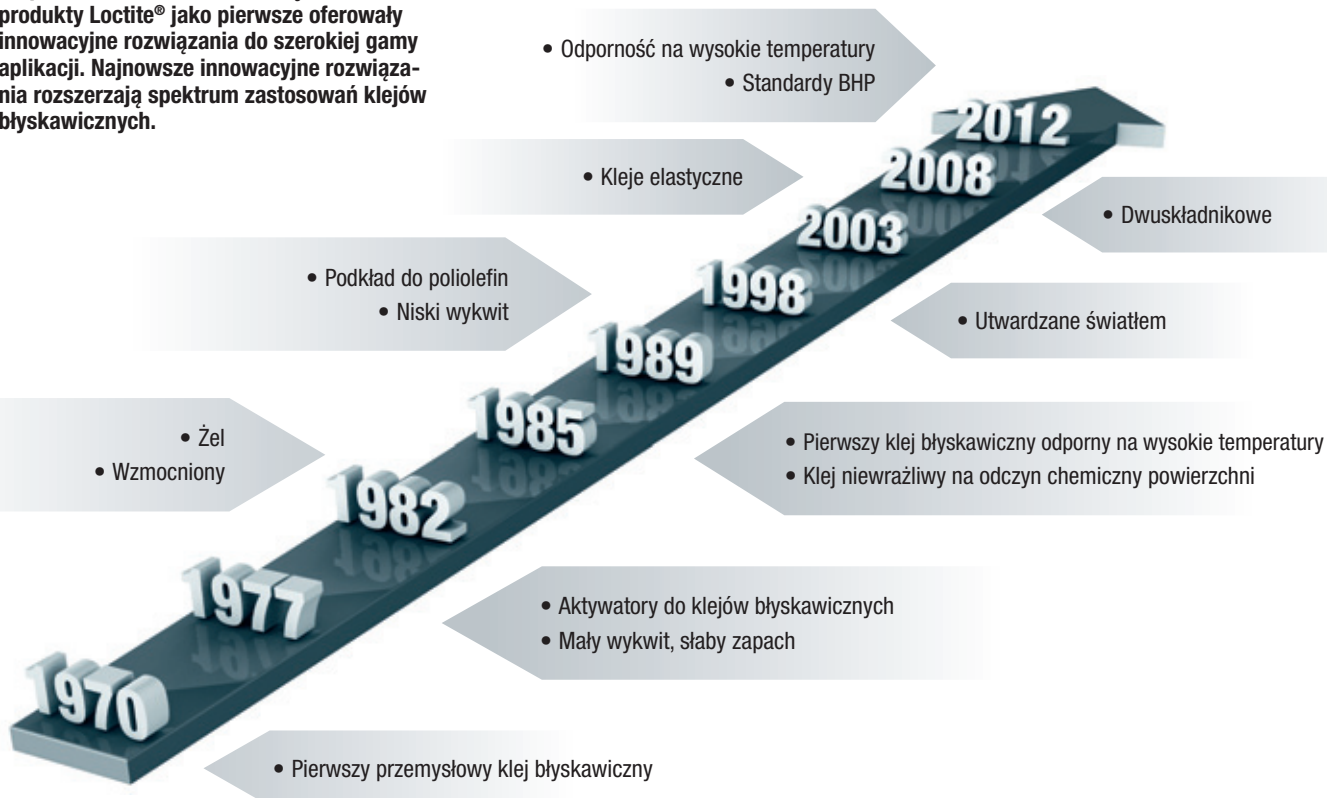 produkty Loctite® jako pierwsze oferowały
innowacyjne rozwiązania do szerokiej gamy
aplikacji. Najnowsze innowacyjne rozwiąza-
nia rozszerzają spektrum zastosowań klejów
błyskawicznych.
• Odporność na wysokie temperatury
• Standardy BHP
2012
• Kleje elastyczne
2008
• Dwuskładnikowe
2003
• Podkład do poliolefin
• Niski wykwit
1998
• Utwardzane światłem
1989
• Żel
• Wzmocniony
1985
• Pierwszy klej błyskawiczny odporny na wysokie temperatury
• Klej niewrażliwy na odczyn chemiczny powierzchni
1982
1977
• Aktywatory do klejów błyskawicznych
• Mały wykwit, słaby zapach
1970
• Pierwszy przemysłowy klej błyskawiczny